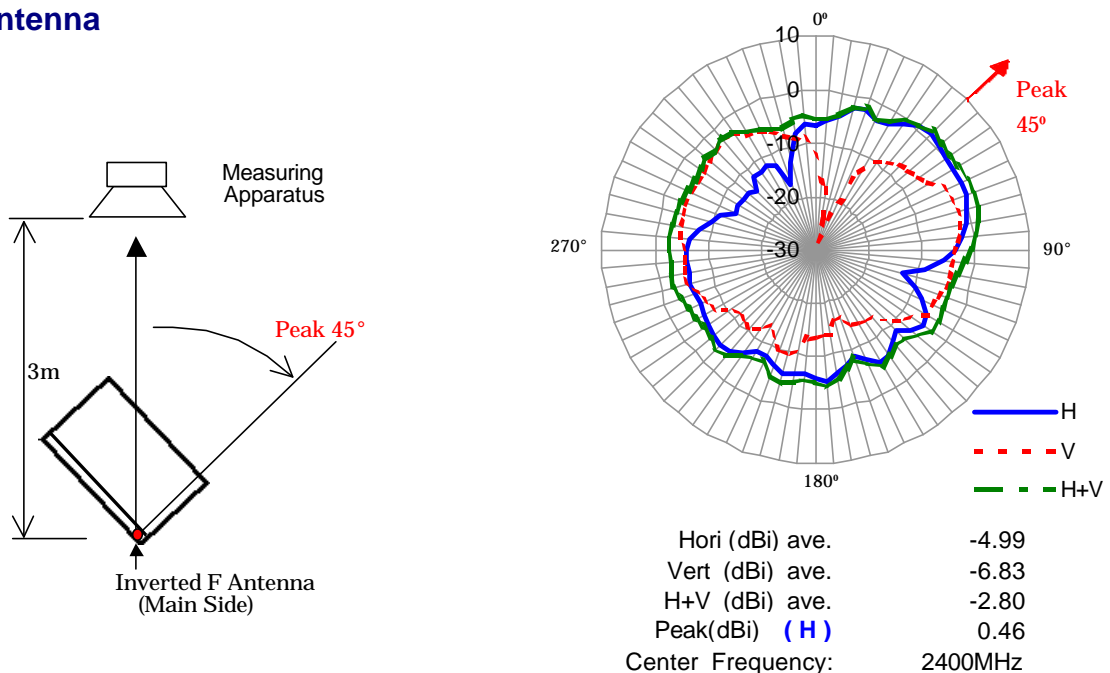 ntenna
Measuring
Apparatus
Peak 45°
3m
Inverted F Antenna
(Main Side)
0º
10
0
-10
-20
-30
Peak
45º
90°
180º
270°
H
V
H+V
Hori (dBi) ave. -4.99
Vert (dBi) ave. -6.83
H+V (dBi) ave. -2.80
Peak(dBi) ( H ) 0.46
Center Frequency: 2400MHz